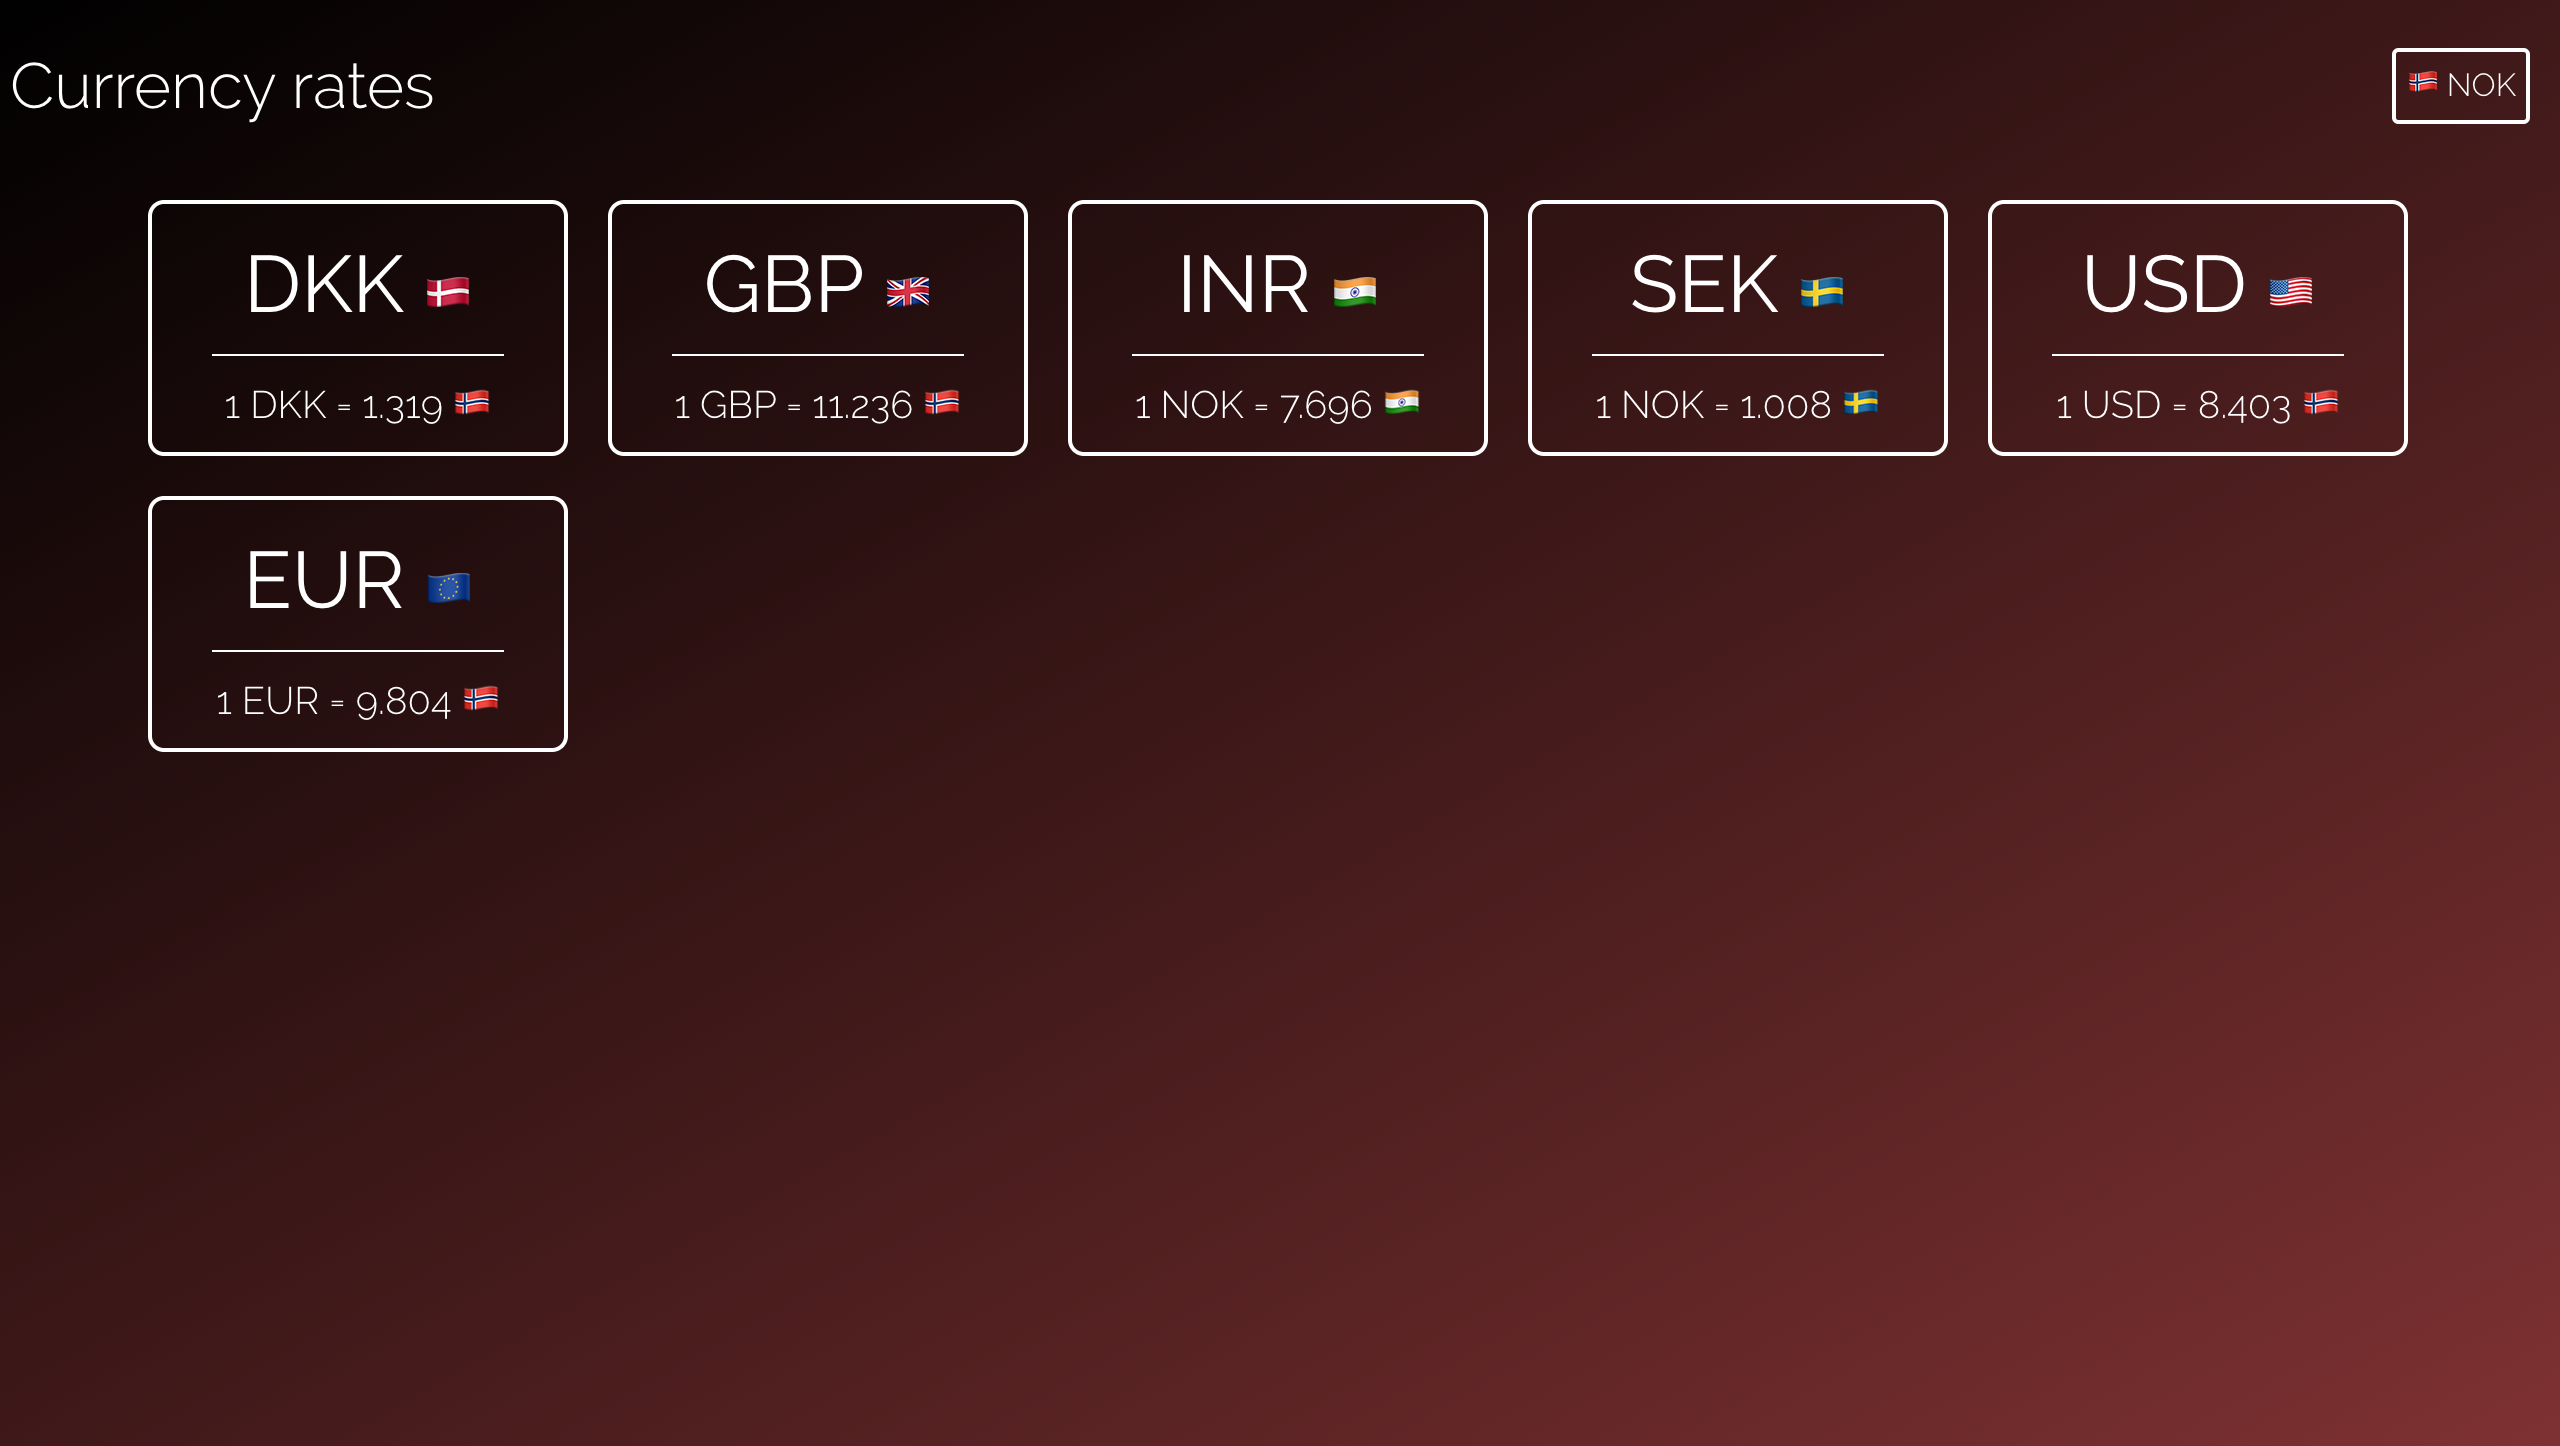 Currency rates
🇳🇴 NOK
DKK 🇩🇰
1 DKK = 1.319 🇳🇴
GBP 🇬🇧
1 GBP = 11.236 🇳🇴
INR 🇮🇳
1 NOK = 7.696 🇮🇳
SEK 🇸🇪
1 NOK = 1.008 🇸🇪
USD 🇺🇸
1 USD = 8.403 🇳🇴
EUR 🇪🇺
1 EUR = 9.804 🇳🇴